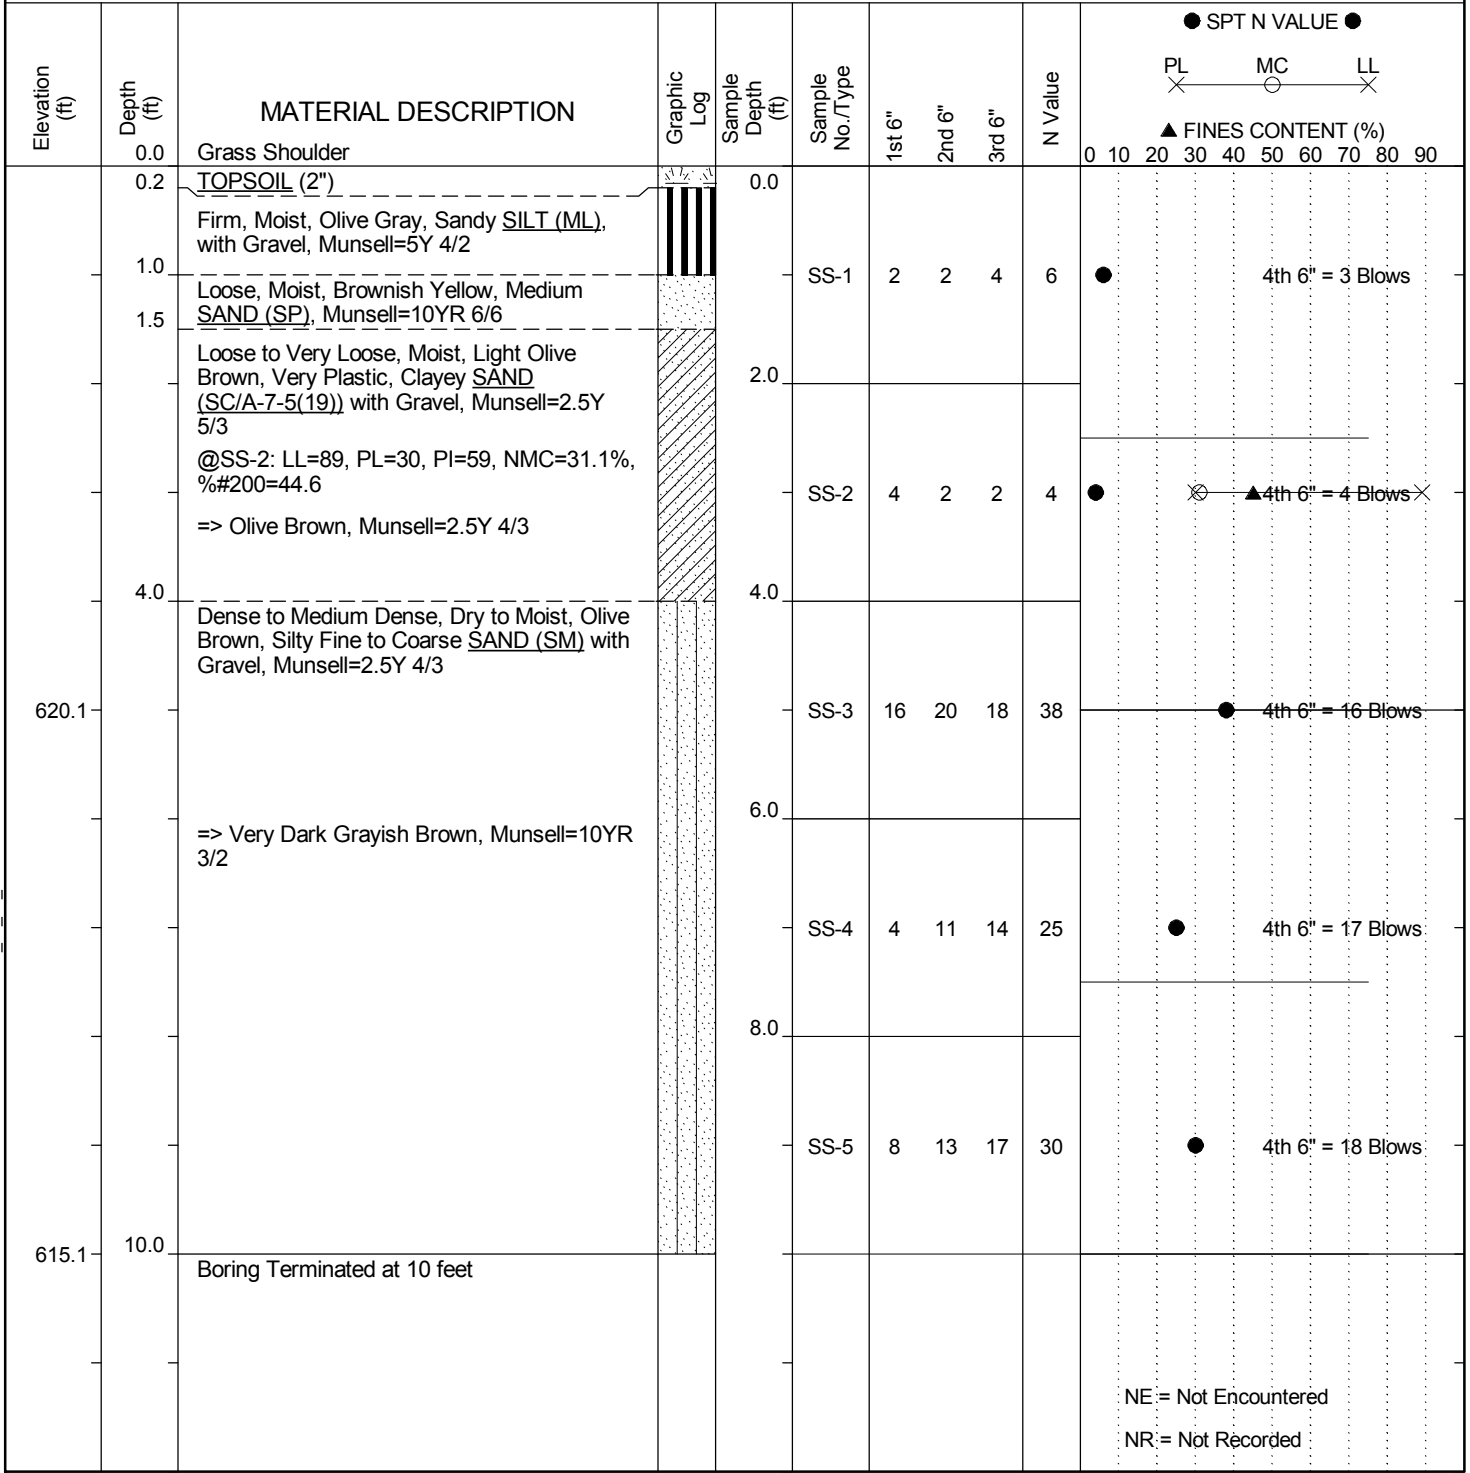 ● SPT N VALUE ●
PL MC LL
▲ FINES CONTENT (%)
0 10 20 30 40 50 60 70 80 90
Elevation
(ft)
Depth
(ft)
MATERIAL DESCRIPTION
Graphic
Log
Sample
Depth
(ft)
Sample
No./Type
1st 6"
2nd 6"
3rd 6"
N Value
0.0 Grass Shoulder
0.2 TOPSOIL (2") 0.0
Firm, Moist, Olive Gray, Sandy SILT (ML),
with Gravel, Munsell=5Y 4/2
1.0 SS-1 2 2 4 6 4th 6" = 3 Blows
Loose, Moist, Brownish Yellow, Medium
SAND (SP), Munsell=10YR 6/6
1.5
Loose to Very Loose, Moist, Light Olive
Brown, Very Plastic, Clayey SAND
2.0
(SC/A-7-5(19)) with Gravel, Munsell=2.5Y
5/3
@SS-2: LL=89, PL=30, PI=59, NMC=31.1%,
%#200=44.6
SS-2 4 2 2 4 4th 6" = 4 Blows
=> Olive Brown, Munsell=2.5Y 4/3
4.0 4.0
Dense to Medium Dense, Dry to Moist, Olive
Brown, Silty Fine to Coarse SAND (SM) with
Gravel, Munsell=2.5Y 4/3
620.1 SS-3 16 20 18 38 4th 6" = 16 Blows
6.0
=> Very Dark Grayish Brown, Munsell=10YR
3/2
SS-4 4 11 14 25 4th 6" = 17 Blows
8.0
SS-5 8 13 17 30 4th 6" = 18 Blows
615.1 10.0
Boring Terminated at 10 feet
NE = Not Encountered
NR = Not Recorded